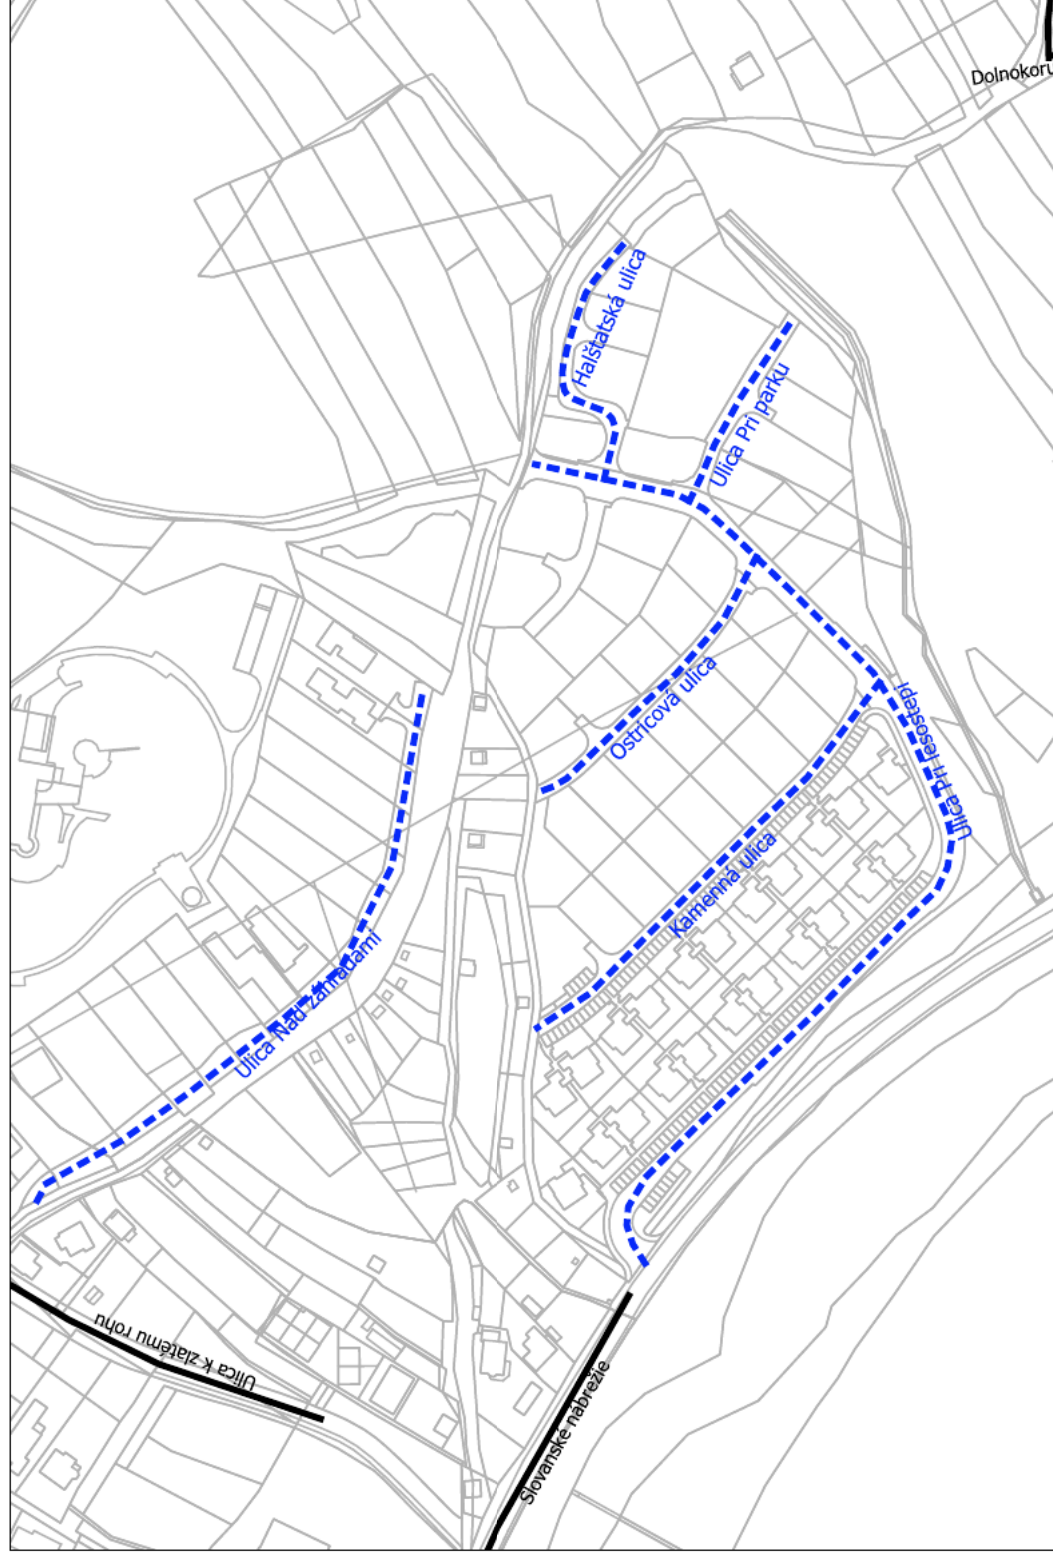 Dolnokoru
Halštatská ulica
Ulica Pri parku
Ostricová ulica
Ulica Pri lesostepi
Kamenná ulica
Ulica Nad záhradami
Ulica k zlatému rohu
Slovanské nábrežie